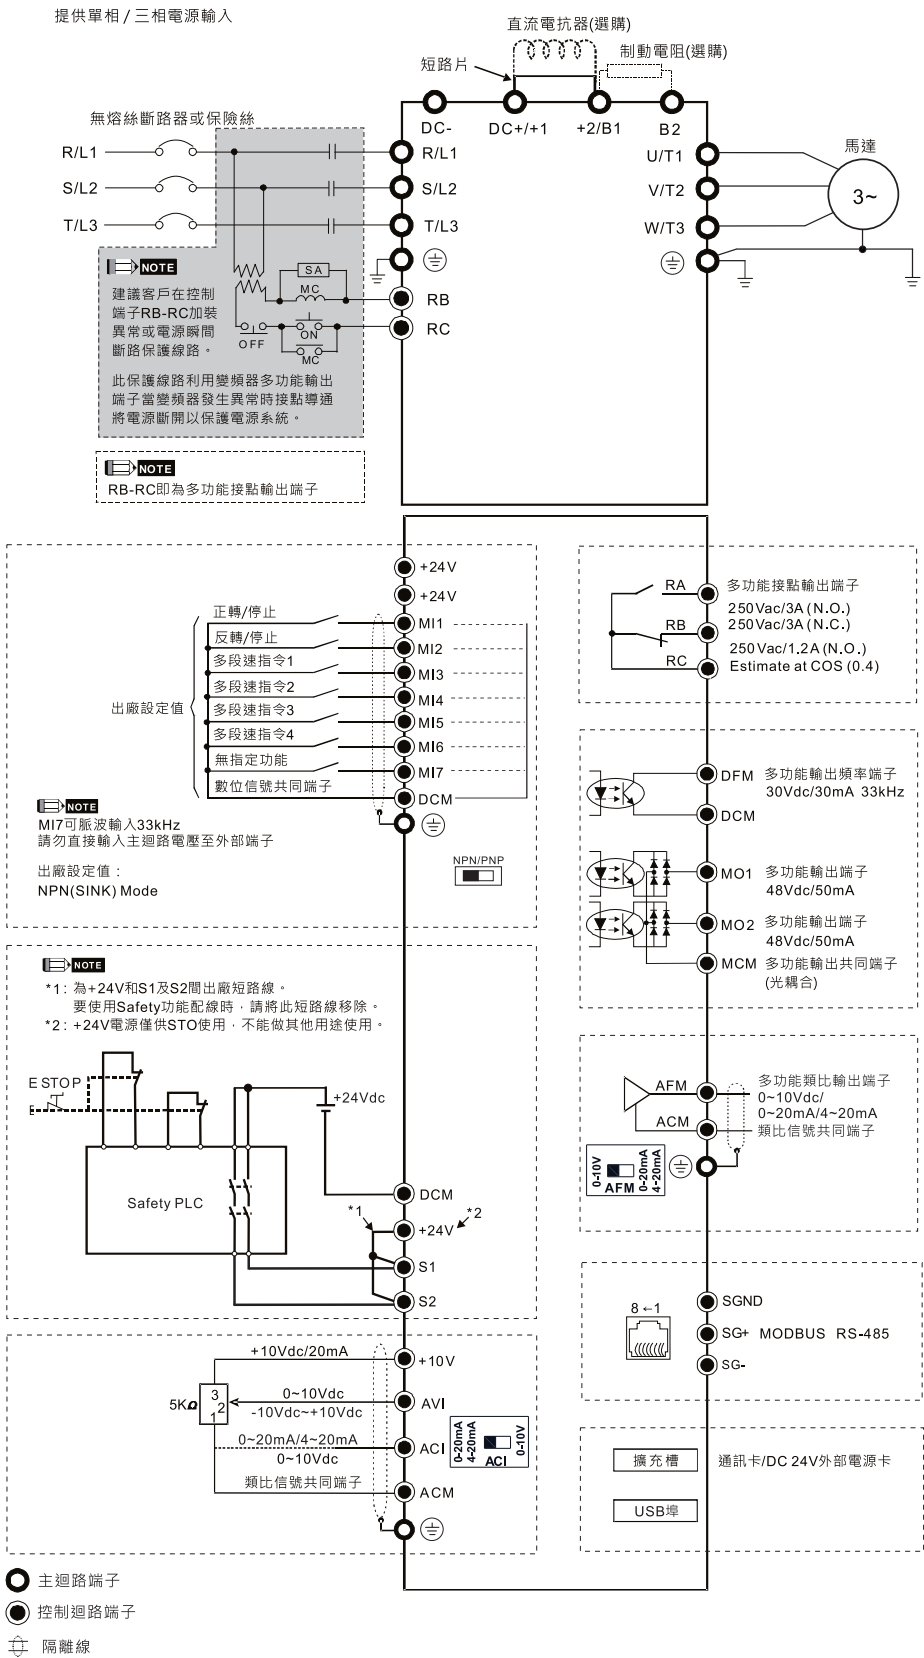 提供單相 / 三相電源輸入
直流電抗器(選購)
制動電阻(選購)
短路片
無熔絲斷路器或保險絲
DC-
DC+/+1
+2/B1
B2
馬達
R/L1
R/L1
U/T1
S/L2
S/L2
V/T2
3~
T/L3
T/L3
W/T3
NOTE
建議客戶在控制
端子RB-RC加裝
異常或電源瞬間
斷路保護線路。
SA
MC
RB
OFF
ON
MC
RC
此保護線路利用變頻器多功能輸出
端子當變頻器發生異常時接點導通
將電源斷開以保護電源系統。
NOTE
RB-RC即為多功能接點輸出端子
+24V
+24V
正轉/停止
MI1
反轉/停止
MI2
多段速指令1
MI3
多段速指令2
MI4
出廠設定值
多段速指令3
MI5
多段速指令4
MI6
無指定功能
MI7
數位信號共同端子
DCM
NOTE
MI7可脈波輸入33kHz
請勿直接輸入主迴路電壓至外部端子
出廠設定值：
NPN(SINK) Mode
NPN/PNP
RA
多功能接點輸出端子
250Vac/3A (N.O.)
250Vac/3A (N.C.)
RB
250Vac/1.2A (N.O.)
Estimate at COS (0.4)
RC
DFM
多功能輸出頻率端子
30Vdc/30mA 33kHz
DCM
MO1
多功能輸出端子
48Vdc/50mA
MO2
多功能輸出端子
48Vdc/50mA
MCM
多功能輸出共同端子
(光耦合)
NOTE
*1: 為+24V和S1及S2間出廠短路線。
要使用Safety功能配線時，請將此短路線移除。
*2: +24V電源僅供STO使用，不能做其他用途使用。
E STOP
+24Vdc
Safety PLC
DCM
*1
+24V
*2
S1
S2
AFM
多功能類比輸出端子
0~10Vdc/
0~20mA/4~20mA
ACM
類比信號共同端子
0-10V
AFM
0-20mA
4-20mA
8←1
SGND
SG+ MODBUS RS-485
SG-
+10Vdc/20mA
+10V
5KΩ
3
2
1
0~10Vdc
-10Vdc~+10Vdc
AVI
0~20mA/4~20mA
0~10Vdc
ACI
0-20mA
4-20mA
ACI
0-10V
類比信號共同端子
ACM
擴充槽
通訊卡/DC 24V外部電源卡
USB埠
主迴路端子
控制迴路端子
隔離線